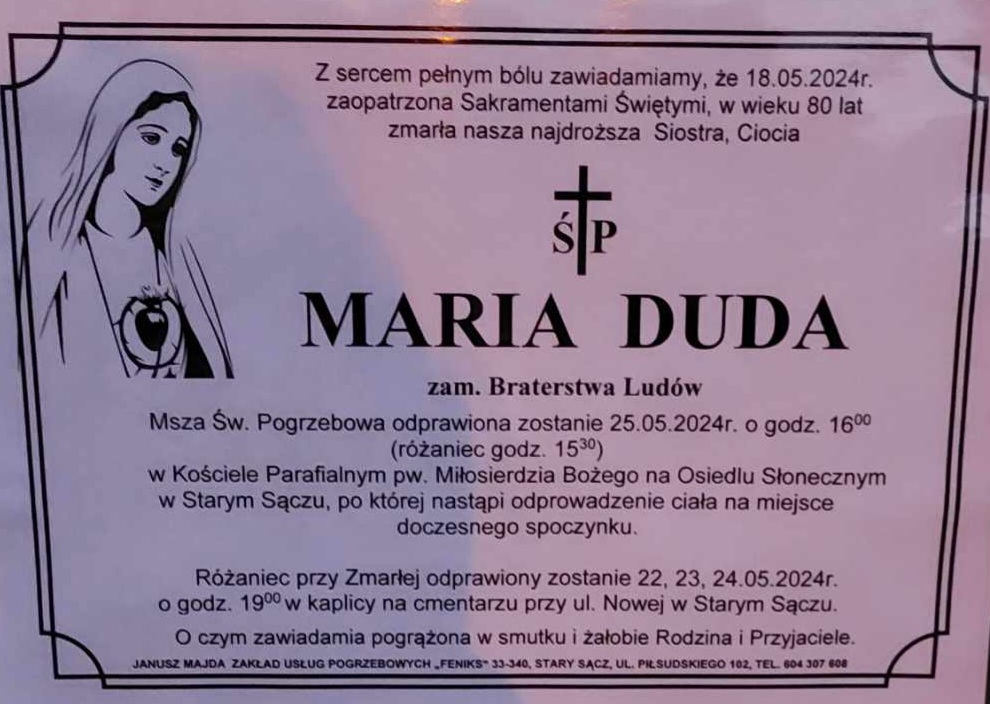 Z sercem pełnym bólu zawiadamiamy, że 18.05.2024r.
zaopatrzona Sakramentami Świętymi, w wieku 80 lat
zmarła nasza najdroższa Siostra, Ciocia
Ś P
MARIA DUDA
zam. Braterstwa Ludów
Msza Św. Pogrzebowa odprawiona zostanie 25.05.2024r. o godz. 16⁰⁰
(różaniec godz. 15³⁰)
w Kościele Parafialnym pw. Miłosierdzia Bożego na Osiedlu Słonecznym
w Starym Sączu, po której nastąpi odprowadzenie ciała na miejsce
doczesnego spoczynku.
Różaniec przy Zmarłej odprawiony zostanie 22, 23, 24.05.2024r.
o godz. 19⁰⁰ w kaplicy na cmentarzu przy ul. Nowej w Starym Sączu.
O czym zawiadamia pogrążona w smutku i żałobie Rodzina i Przyjaciele.
JANUSZ MAJDA ZAKŁAD USŁUG POGRZEBOWYCH „FENIKS" 33-340, STARY SĄCZ, UL. PIŁSUDSKIEGO 102, TEL. 604 307 608